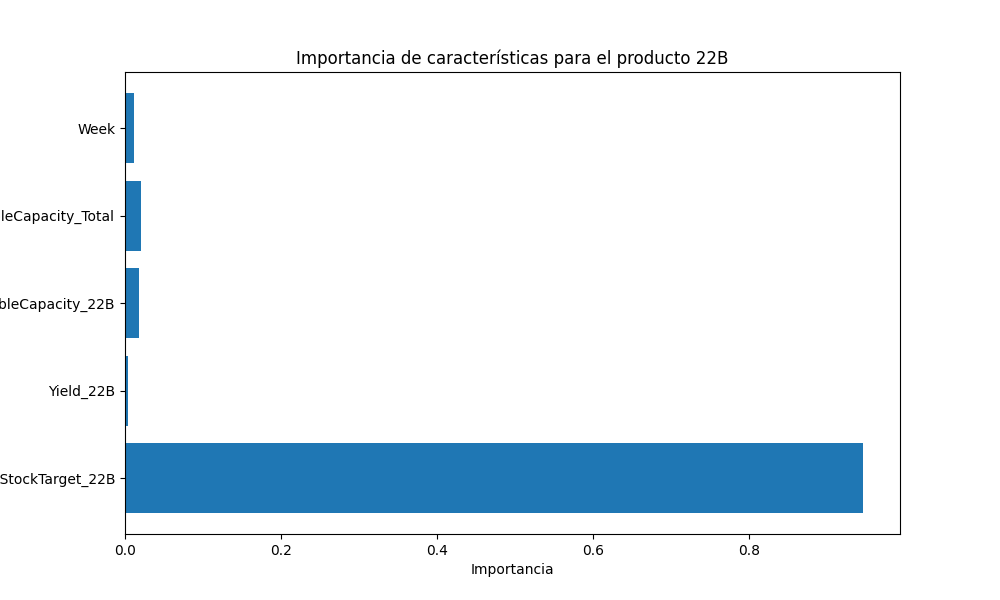 Importancia de características para el producto 22B
Week
leCapacity_Total
bleCapacity_22B
Yield_22B
StockTarget_22B
0.0
0.2
0.4
0.6
0.8
Importancia